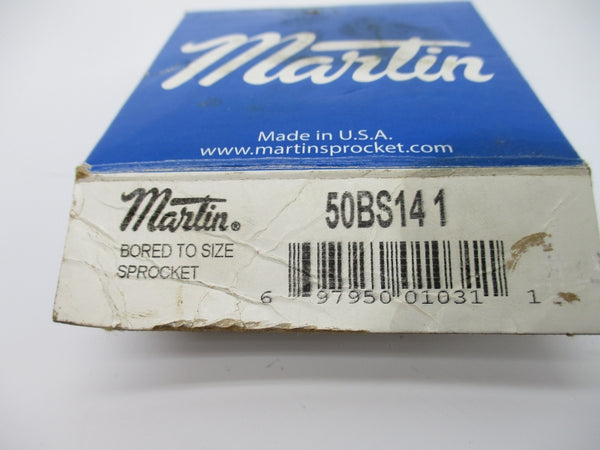 Martin
Made in U.S.A.
www.martinsprocket.com
Martin®
50BS14 1
BORED TO SIZE
SPROCKET
6 97950 01031 1